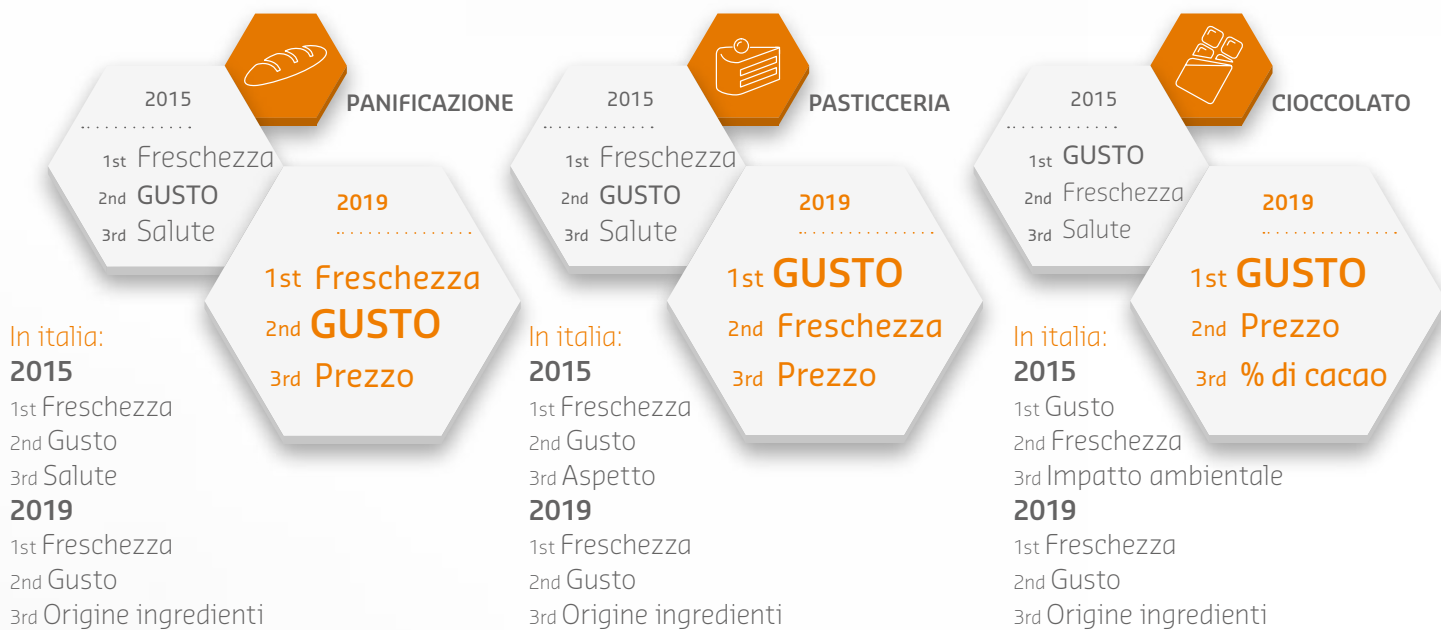 PANIFICAZIONE
2015
1st Freschezza
2nd GUSTO
3rd Salute
2019
1st Freschezza
2nd GUSTO
3rd Prezzo
In italia:
2015
1st Freschezza
2nd Gusto
3rd Salute
2019
1st Freschezza
2nd Gusto
3rd Origine ingredienti
PASTICCERIA
2015
1st Freschezza
2nd GUSTO
3rd Salute
2019
1st GUSTO
2nd Freschezza
3rd Prezzo
In italia:
2015
1st Freschezza
2nd Gusto
3rd Aspetto
2019
1st Freschezza
2nd Gusto
3rd Origine ingredienti
CIOCCOLATO
2015
1st GUSTO
2nd Freschezza
3rd Salute
2019
1st GUSTO
2nd Prezzo
3rd % di cacao
In italia:
2015
1st Gusto
2nd Freschezza
3rd Impatto ambientale
2019
1st Freschezza
2nd Gusto
3rd Origine ingredienti